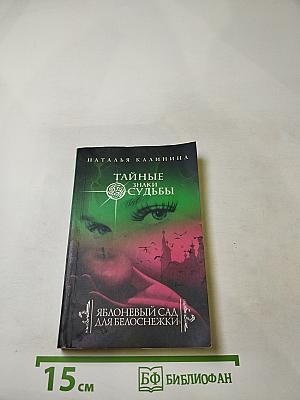 НАТАЛЬЯ КАЛИНИНА
ТАЙНЫЕ
ЗНАКИ
СУДЬБЫ
ЯБЛОНЕВЫЙ САД
ДЛЯ БЕЛОСНЕЖКИ
15 см
БФ БИБЛИОФАН